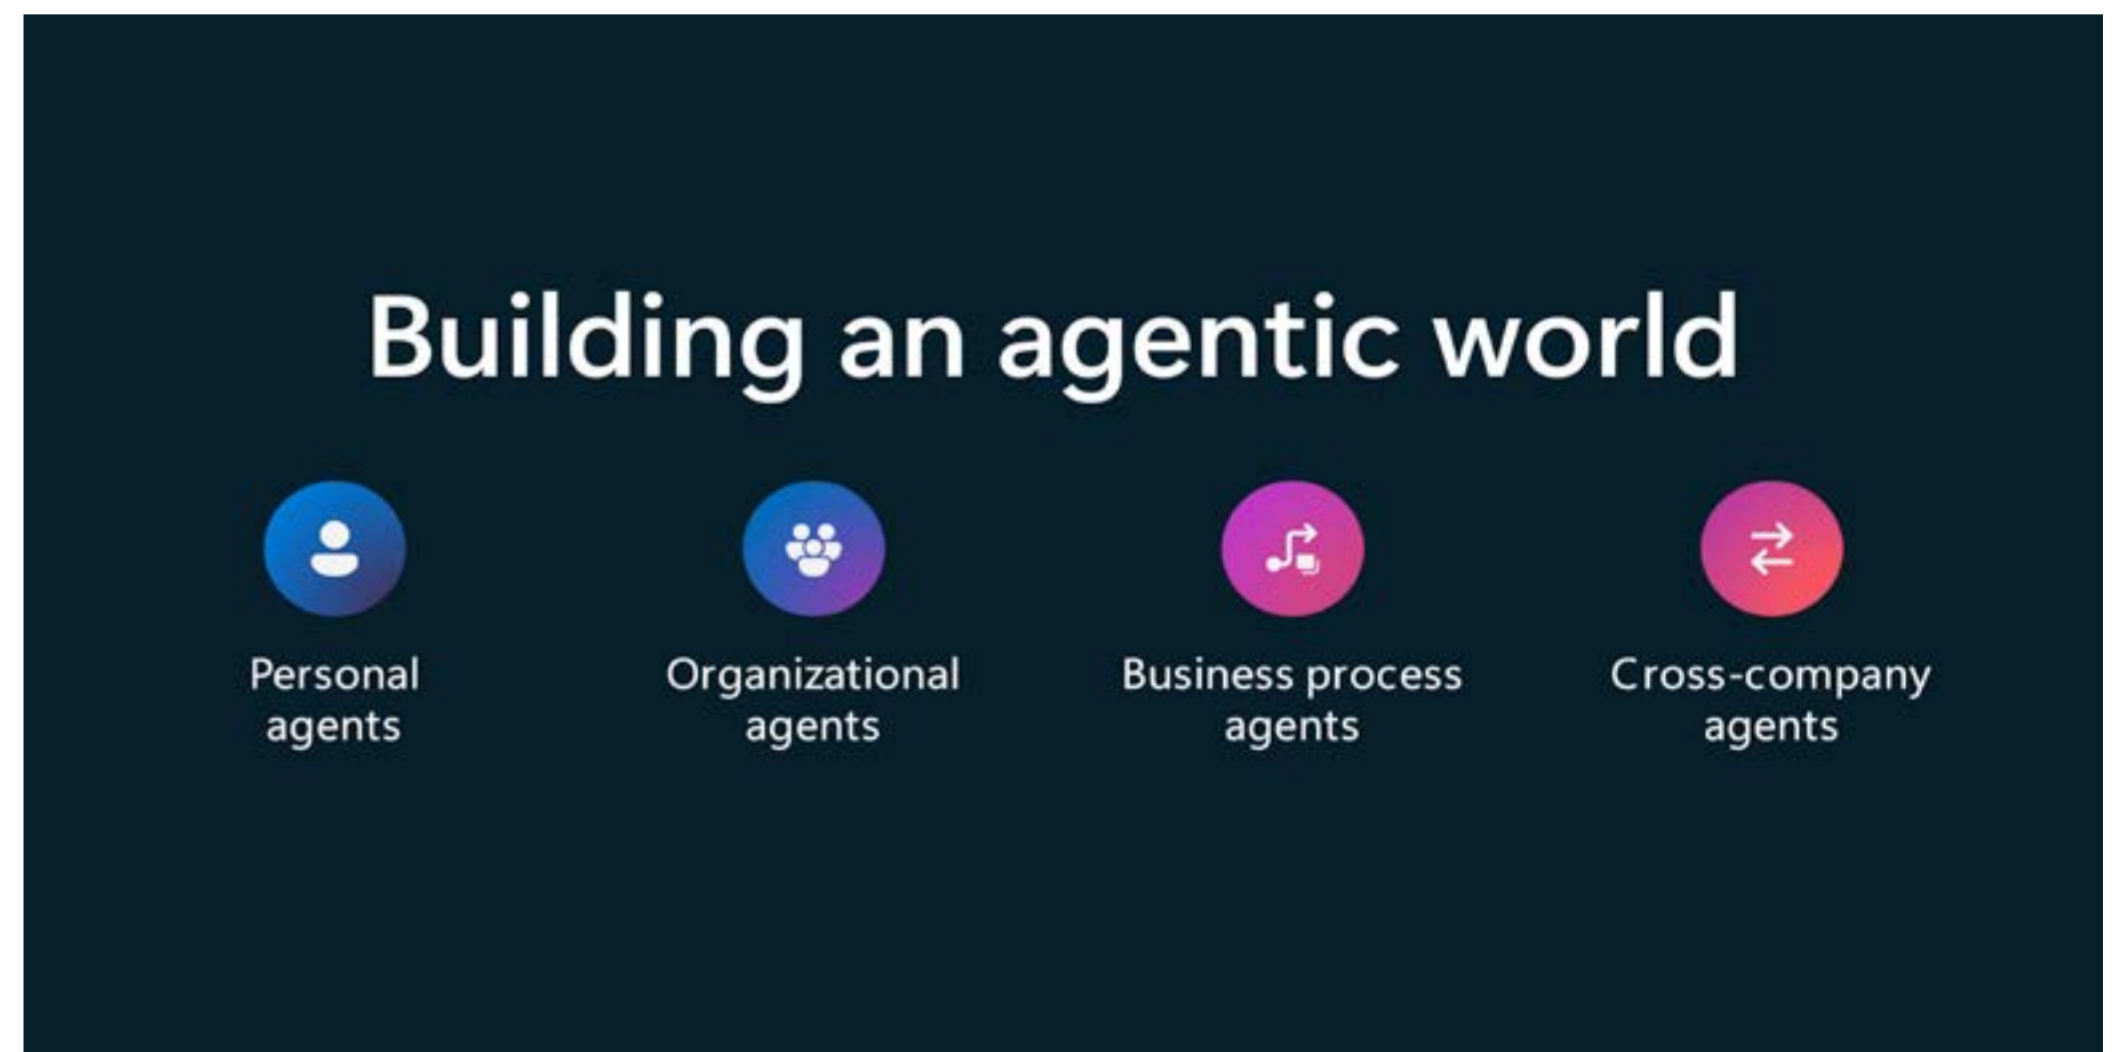 Building an agentic world
Personal
agents
Organizational
agents
Business process
agents
Cross-company
agents